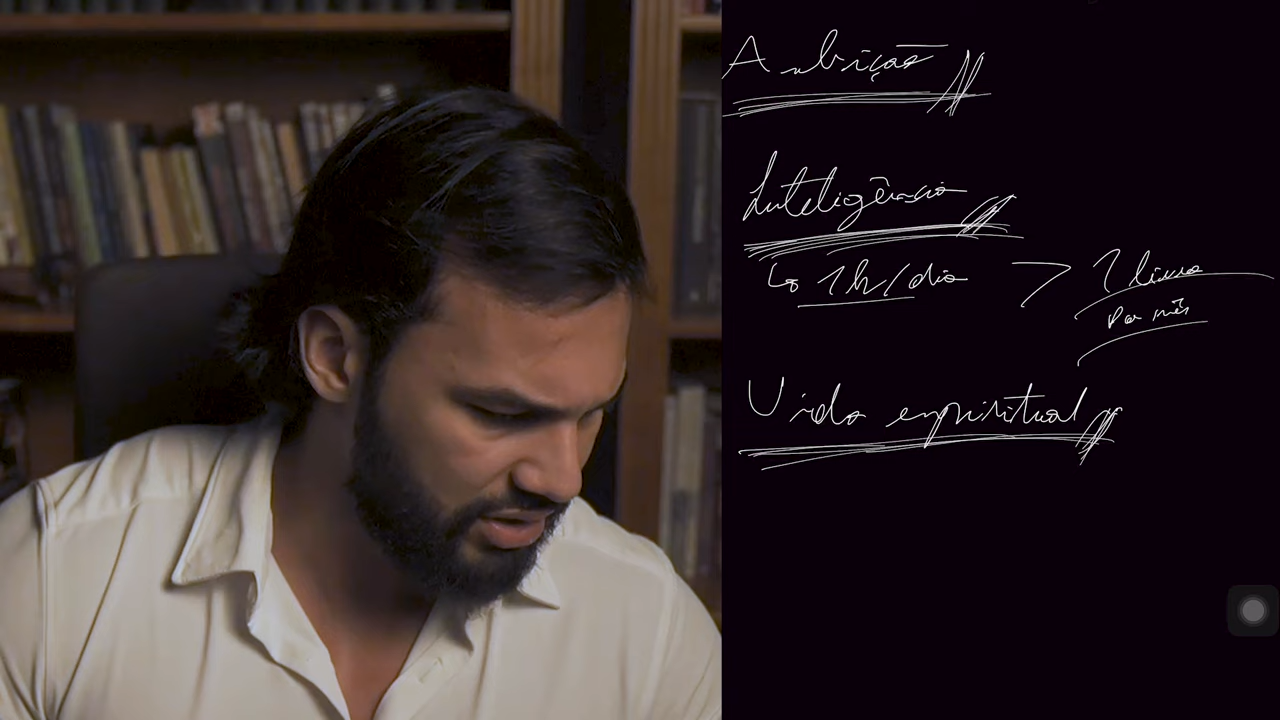 Ambição
Inteligência
↳ 1h/dia > 1 livro
por mês
Vida espiritual